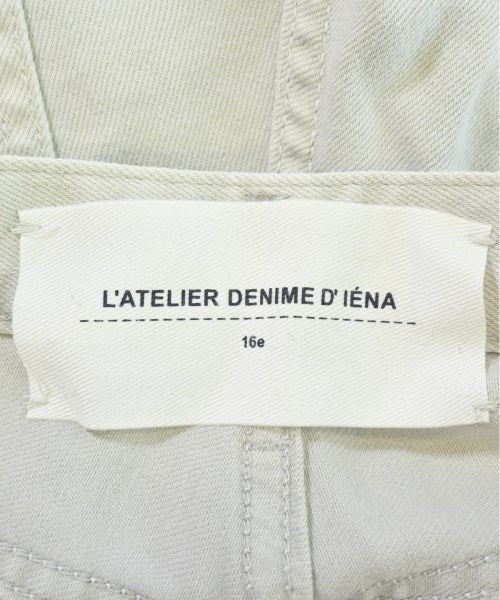 L'ATELIER DENIME D' IÉNA
16e